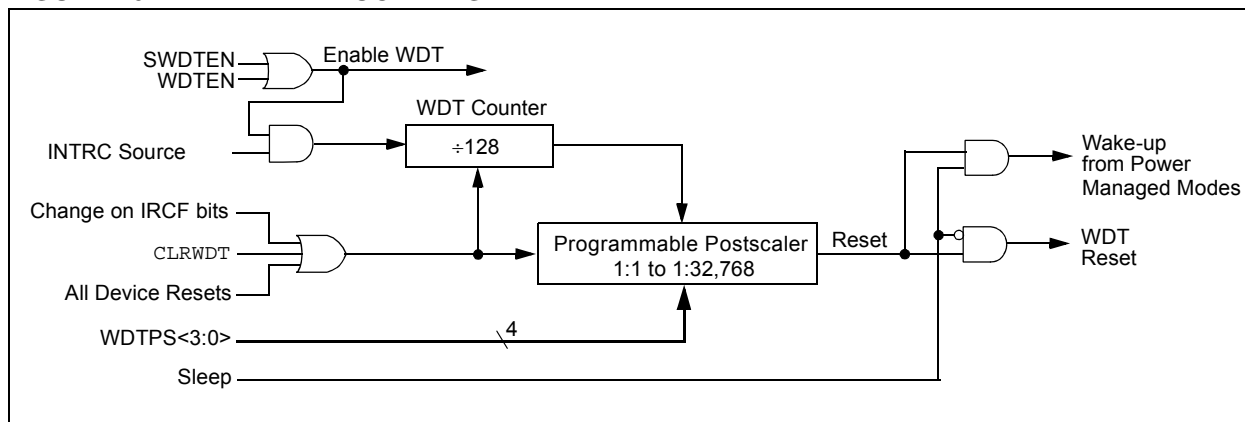 SWDTEN
WDTEN
Enable WDT
WDT Counter
INTRC Source
÷128
Wake-up
from Power
Managed Modes
Change on IRCF bits
CLRWDT
Programmable Postscaler
1:1 to 1:32,768
Reset
WDT
Reset
All Device Resets
WDTPS<3:0>
4
Sleep